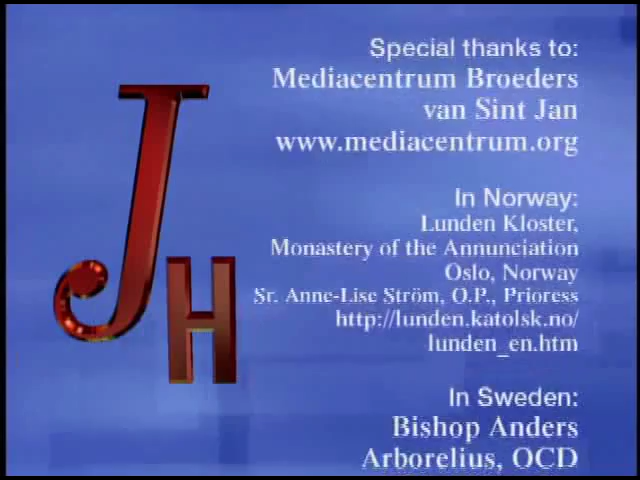 JH
Special thanks to:
Mediacentrum Broeders
van Sint Jan
www.mediacentrum.org
In Norway:
Lunden Kloster,
Monastery of the Annunciation
Oslo, Norway
Sr. Anne-Lise Ström, O.P., Prioress
http://lunden.katolsk.no/
lunden_en.htm
In Sweden:
Bishop Anders
Arborelius, OCD